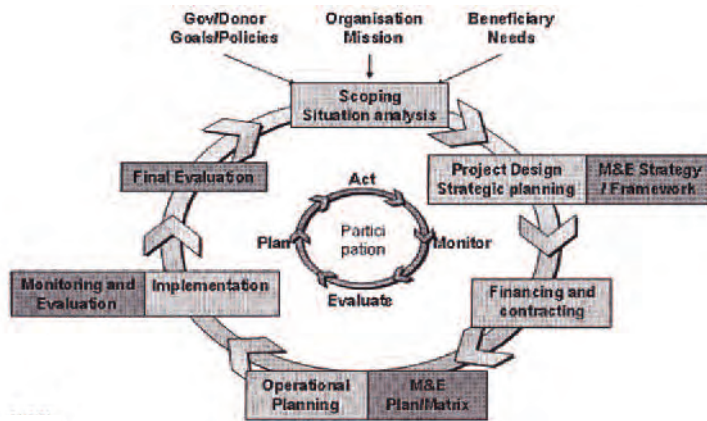 Gov/Donor
Goals/Policies
Organisation
Mission
Beneficiary
Needs
Scoping
Situation analysis
Final Evaluation
Project Design
Strategic planning
M&E Strategy
/ Framework
Act
Partici
pation
Plan
Monitor
Evaluate
Monitoring and
Evaluation
Implementation
Financing and
contracting
Operational
Planning
M&E
Plan/Matrix